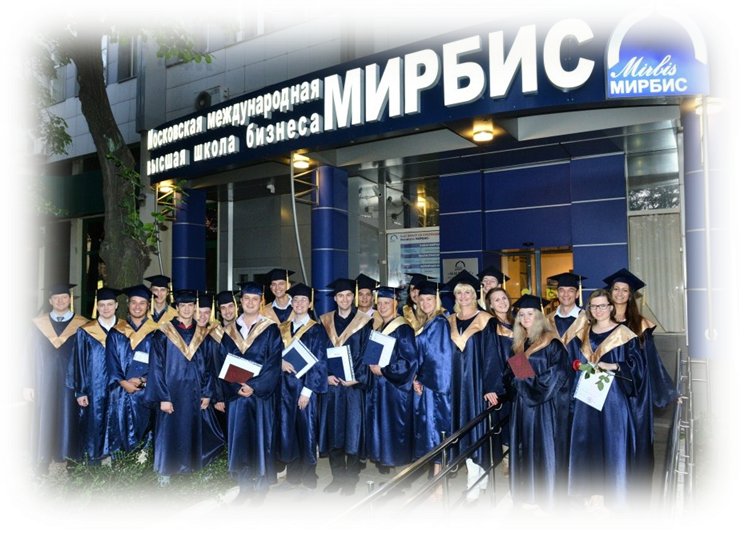 Московская международная
высшая школа бизнеса
МИРБИС
Mirbis
МИРБИС